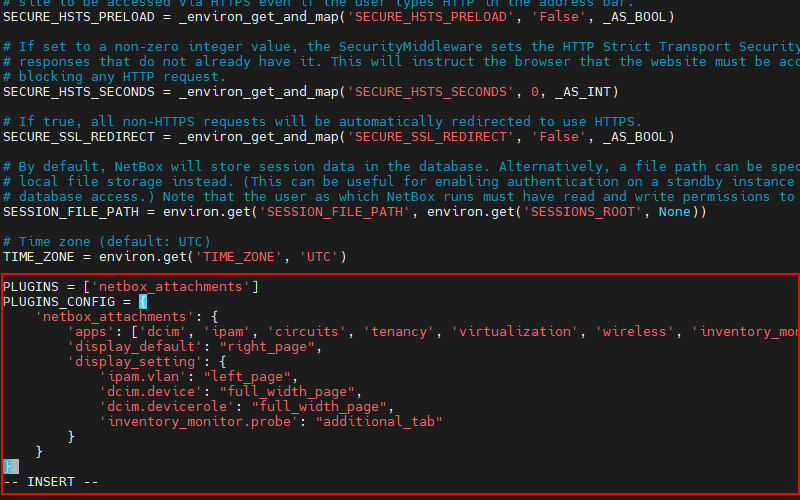 # site to be accessed via HTTPS even if the user types HTTP in the address bar.
SECURE_HSTS_PRELOAD = _environ_get_and_map('SECURE_HSTS_PRELOAD', 'False', _AS_BOOL)
# If set to a non-zero integer value, the SecurityMiddleware sets the HTTP Strict Transport Security
# responses that do not already have it. This will instruct the browser that the website must be acc
# blocking any HTTP request.
SECURE_HSTS_SECONDS = _environ_get_and_map('SECURE_HSTS_SECONDS', 0, _AS_INT)
# If true, all non-HTTPS requests will be automatically redirected to use HTTPS.
SECURE_SSL_REDIRECT = _environ_get_and_map('SECURE_SSL_REDIRECT', 'False', _AS_BOOL)
# By default, NetBox will store session data in the database. Alternatively, a file path can be spec
# local file storage instead. (This can be useful for enabling authentication on a standby instance
# database access.) Note that the user as which NetBox runs must have read and write permissions to
SESSION_FILE_PATH = environ.get('SESSION_FILE_PATH', environ.get('SESSIONS_ROOT', None))
# Time zone (default: UTC)
TIME_ZONE = environ.get('TIME_ZONE', 'UTC')
PLUGINS = ['netbox_attachments']
PLUGINS_CONFIG = {
    'netbox_attachments': {
        'apps': ['dcim', 'ipam', 'circuits', 'tenancy', 'virtualization', 'wireless', 'inventory_mon
        'display_default': "right_page",
        'display_setting': {
            'ipam.vlan': "left_page",
            'dcim.device': "full_width_page",
            'dcim.devicerole': "full_width_page",
            'inventory_monitor.probe': "additional_tab"
        }
    }
}
-- INSERT --